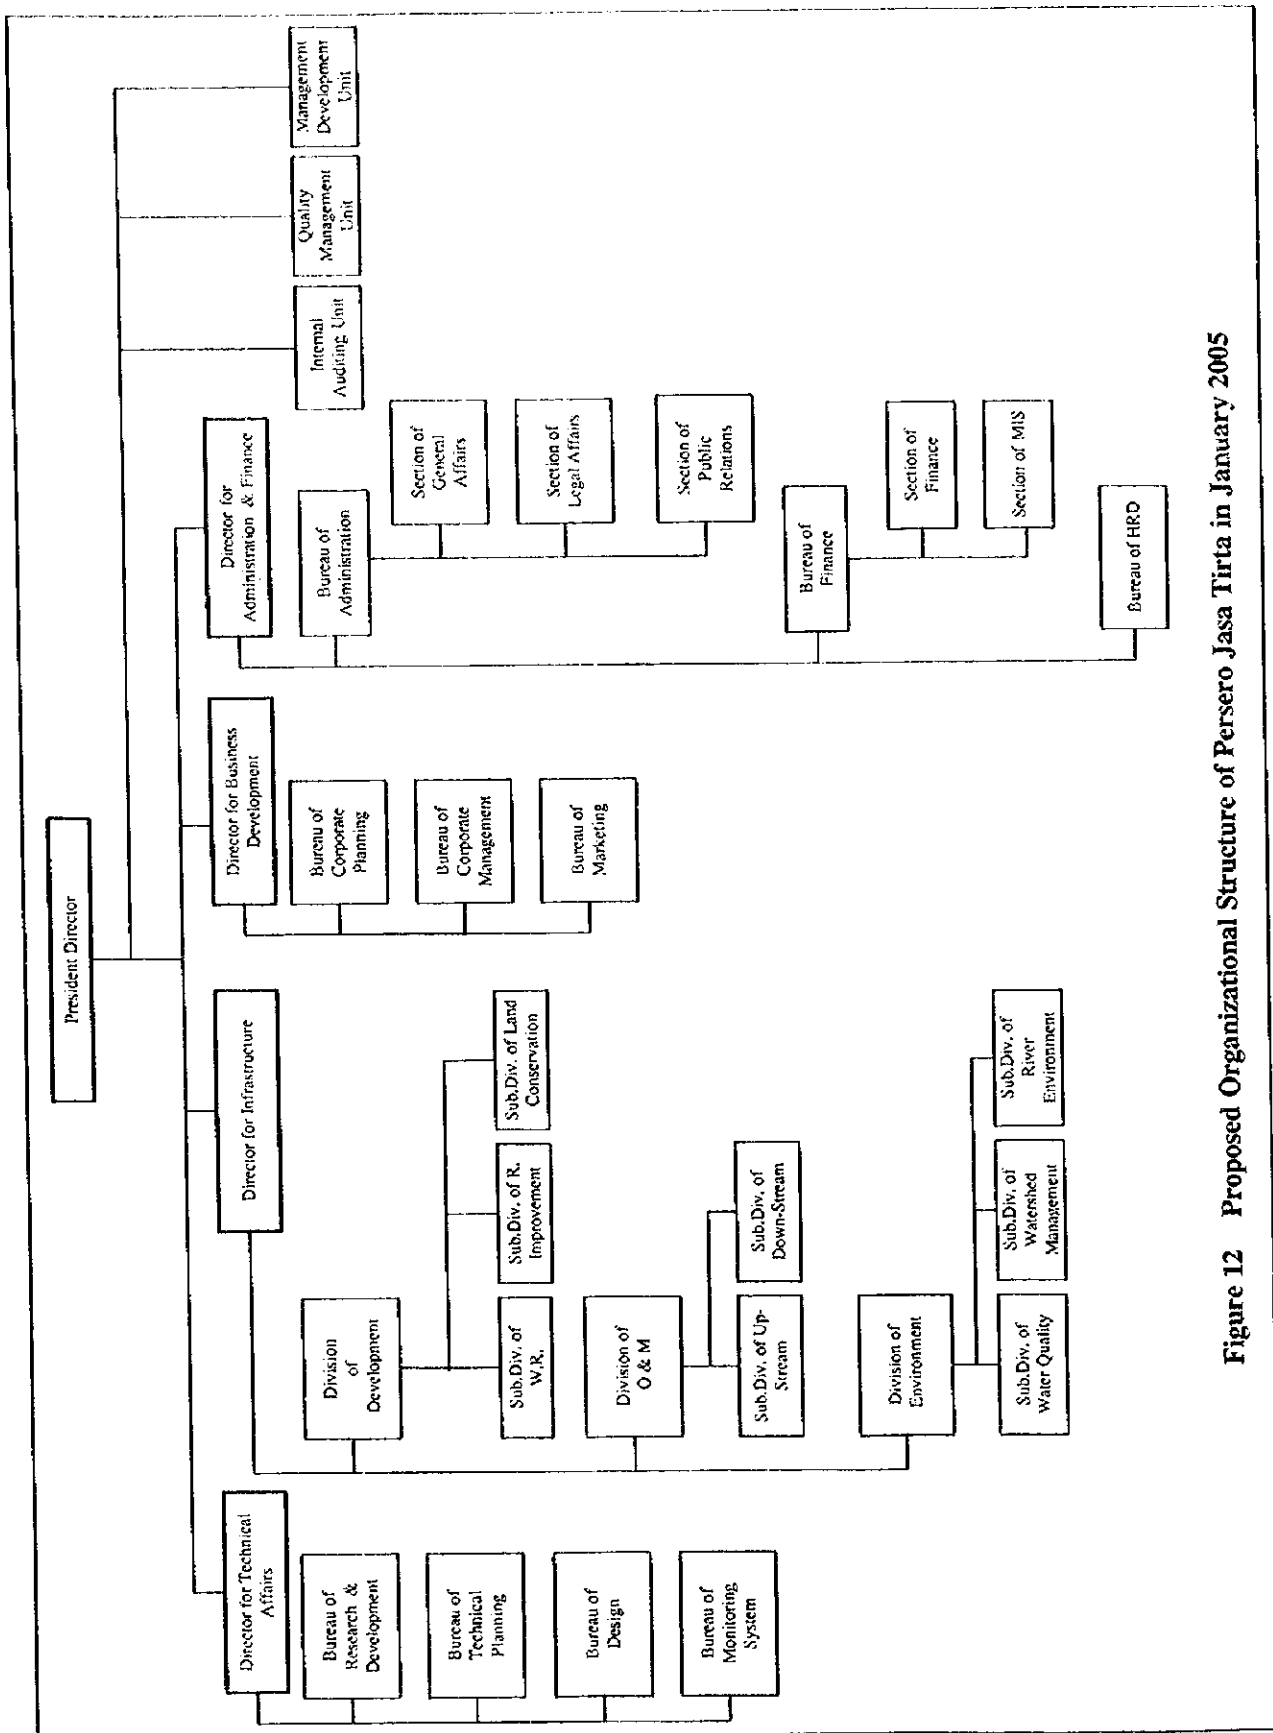 President Director
Management
Development
Unit
Quality
Management
Unit
Internal
Auditing Unit
Director for Technical
Affairs
Bureau of
Research &
Development
Bureau of
Technical
Planning
Bureau of
Design
Bureau of
Monitoring
System
Director for Infrastructure
Division
of
Development
Sub.Div. of
W.R.
Sub.Div. of R.
Improvement
Sub.Div. of Land
Conservation
Division of
O & M
Sub.Div. of Up-
Stream
Sub.Div. of
Down-Stream
Division of
Environment
Sub.Div. of
Water Quality
Sub.Div. of
Watershed
Management
Sub.Div. of
River
Environment
Director for Business
Development
Bureau of
Corporate
Planning
Bureau of
Corporate
Management
Bureau of
Marketing
Director for
Administration & Finance
Bureau of
Administration
Section of
General
Affairs
Section of
Legal Affairs
Section of
Public
Relations
Bureau of
Finance
Section of
Finance
Section of MIS
Bureau of HRD
Figure 12 Proposed Organizational Structure of Persero Jasa Tirta in January 2005